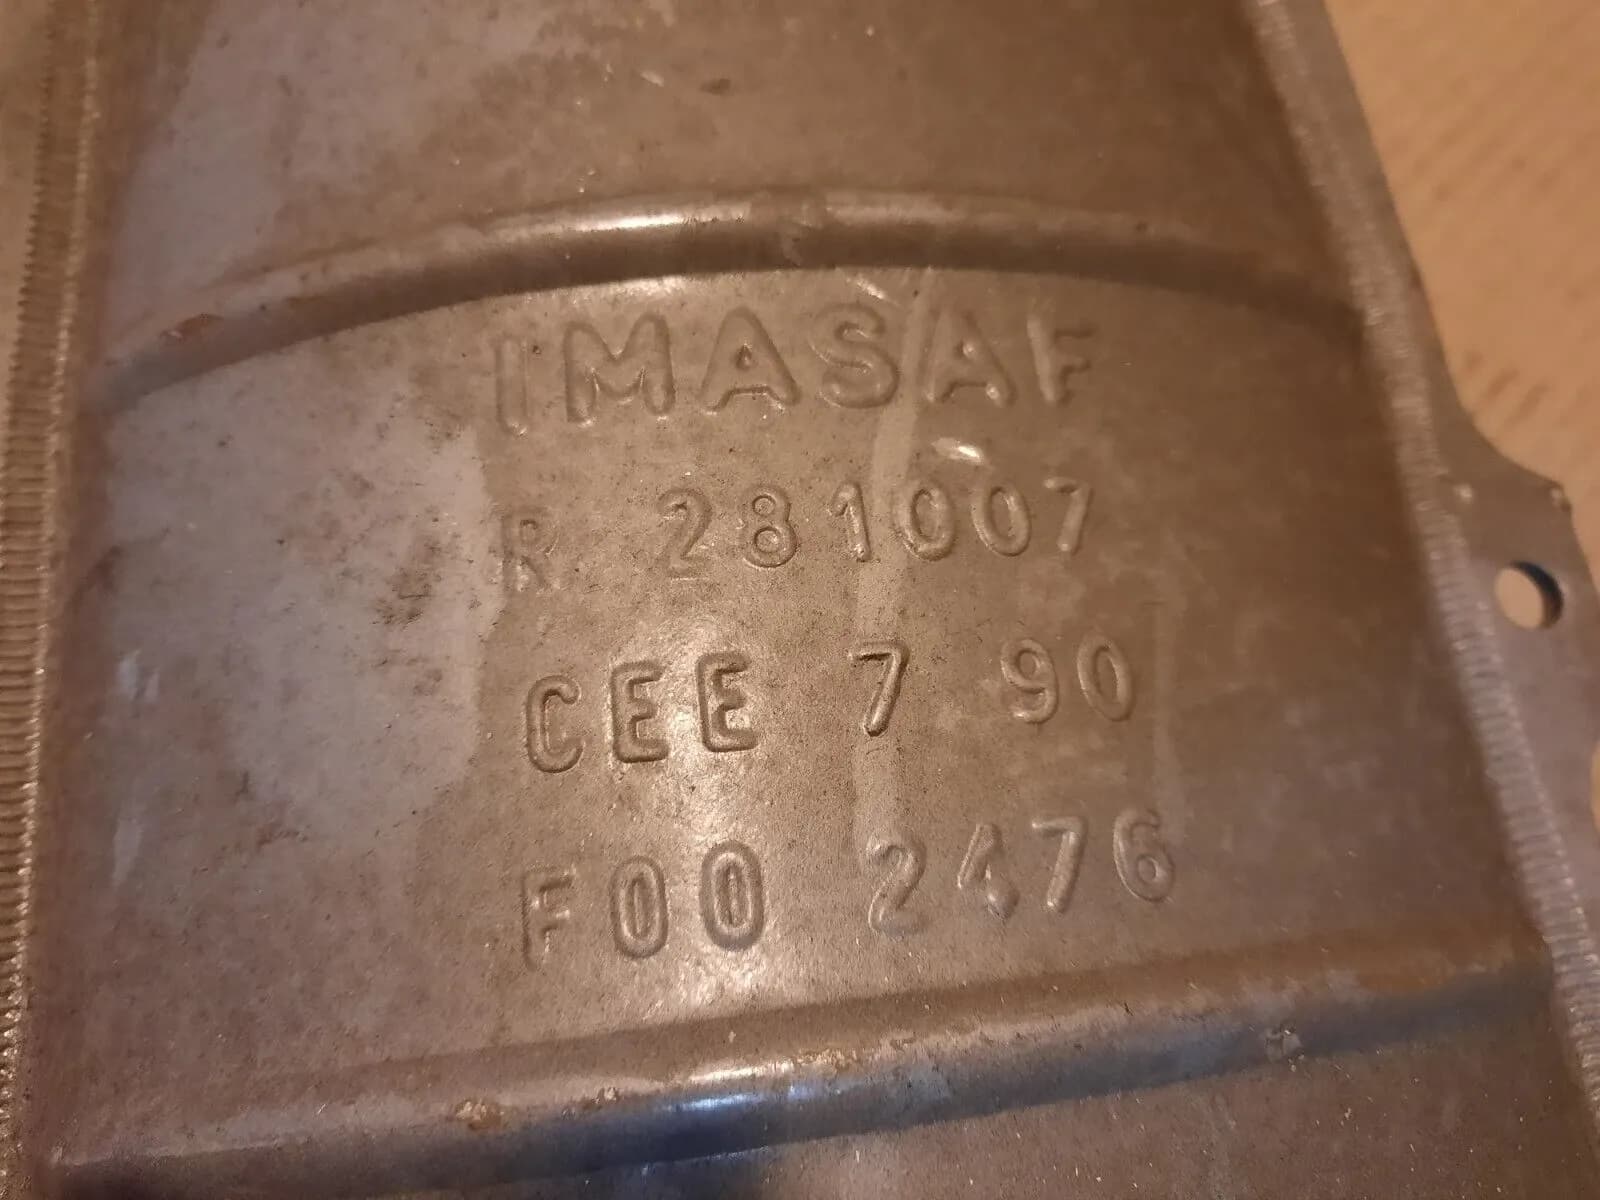 IMASAF
R 281007
CEE 7 90
F00 2476